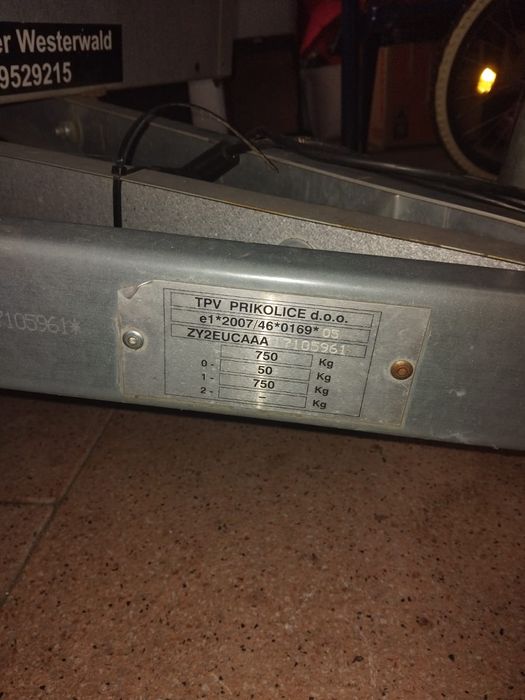 er Westerwald
9529215
7105961*
TPV PRIKOLICE d.o.o.
e1*2007/46*0169* 05
ZY2EUCAAA 7105961
750 Kg
0 - 50 Kg
1 - 750 Kg
2 - – Kg